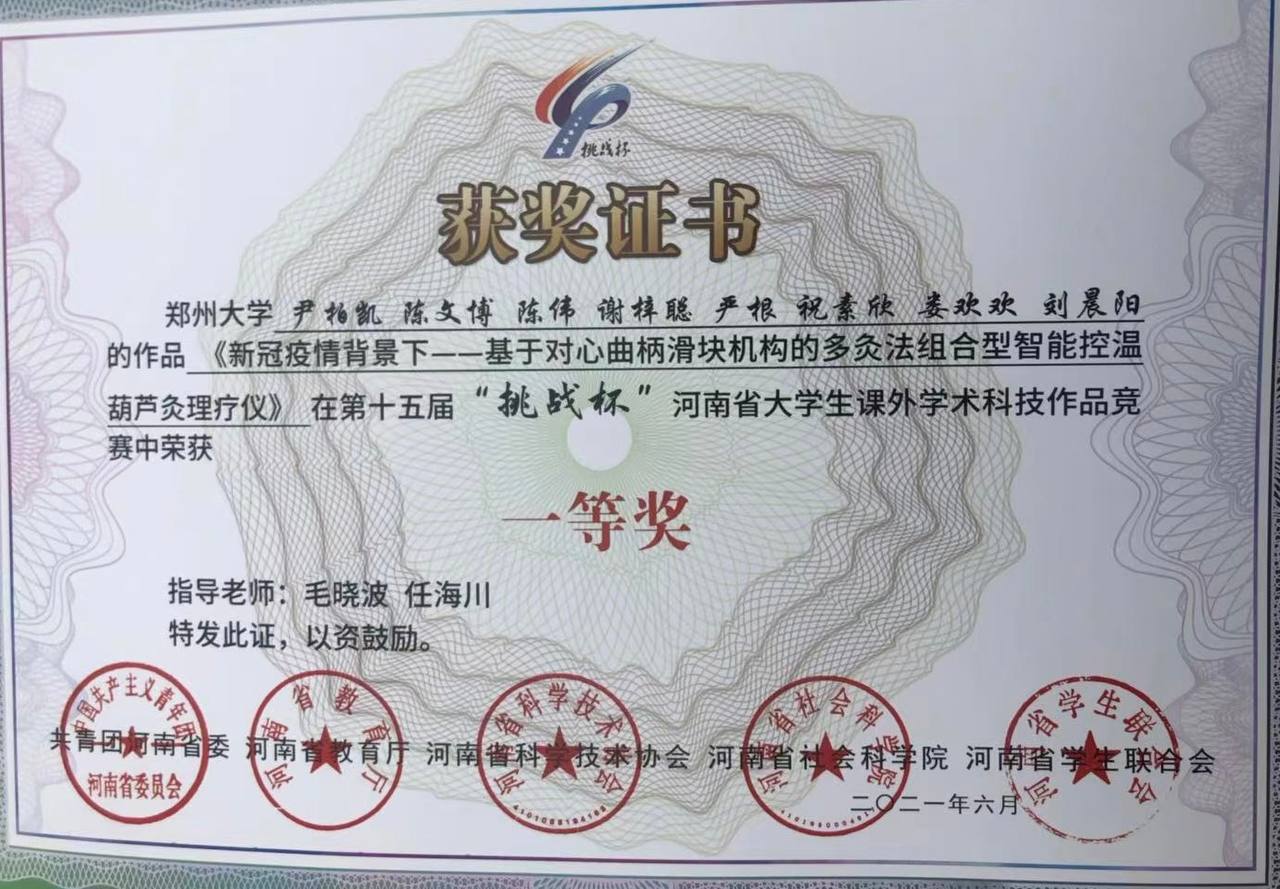 挑战杯
获奖证书
郑州大学 尹柏凯 陈文博 陈伟 谢梓聪 严根 祝素欣 娄欢欢 刘晨阳
的作品《新冠疫情背景下——基于对心曲柄滑块机构的多灸法组合型智能控温
葫芦灸理疗仪》在第十五届“挑战杯”河南省大学生课外学术科技作品竞
赛中荣获
一等奖
指导老师：毛晓波 任海川
特发此证，以资鼓励。
中国共产主义青年团
河南省委员会
河南省教育厅
河南省科学技术协会
河南省社会科学院
河南省学生联合会
共青团河南省委 河南省教育厅 河南省科学技术协会 河南省社会科学院 河南省学生联合会
二〇二一年六月